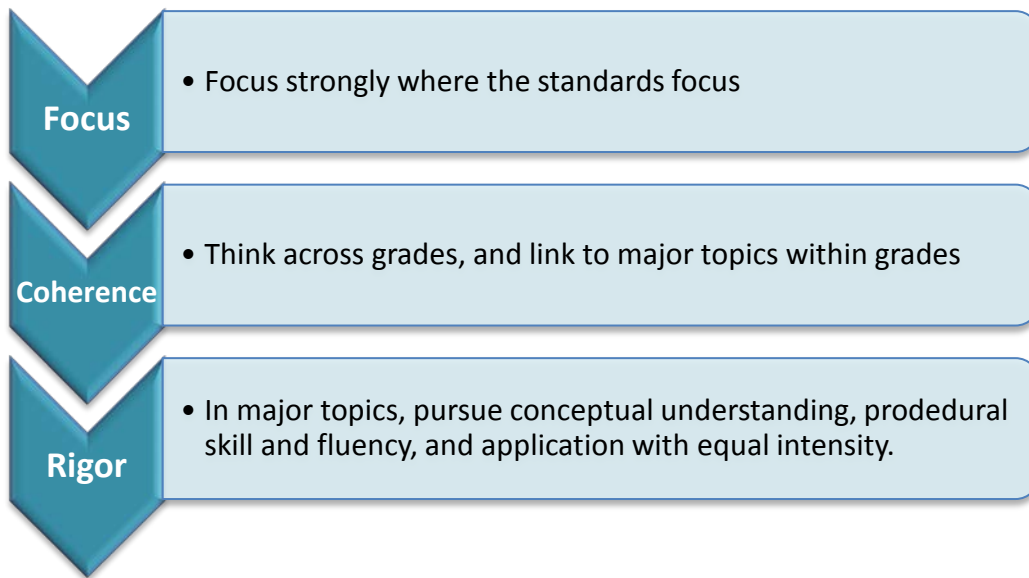 Focus
• Focus strongly where the standards focus
Coherence
• Think across grades, and link to major topics within grades
Rigor
• In major topics, pursue conceptual understanding, prodedural
skill and fluency, and application with equal intensity.